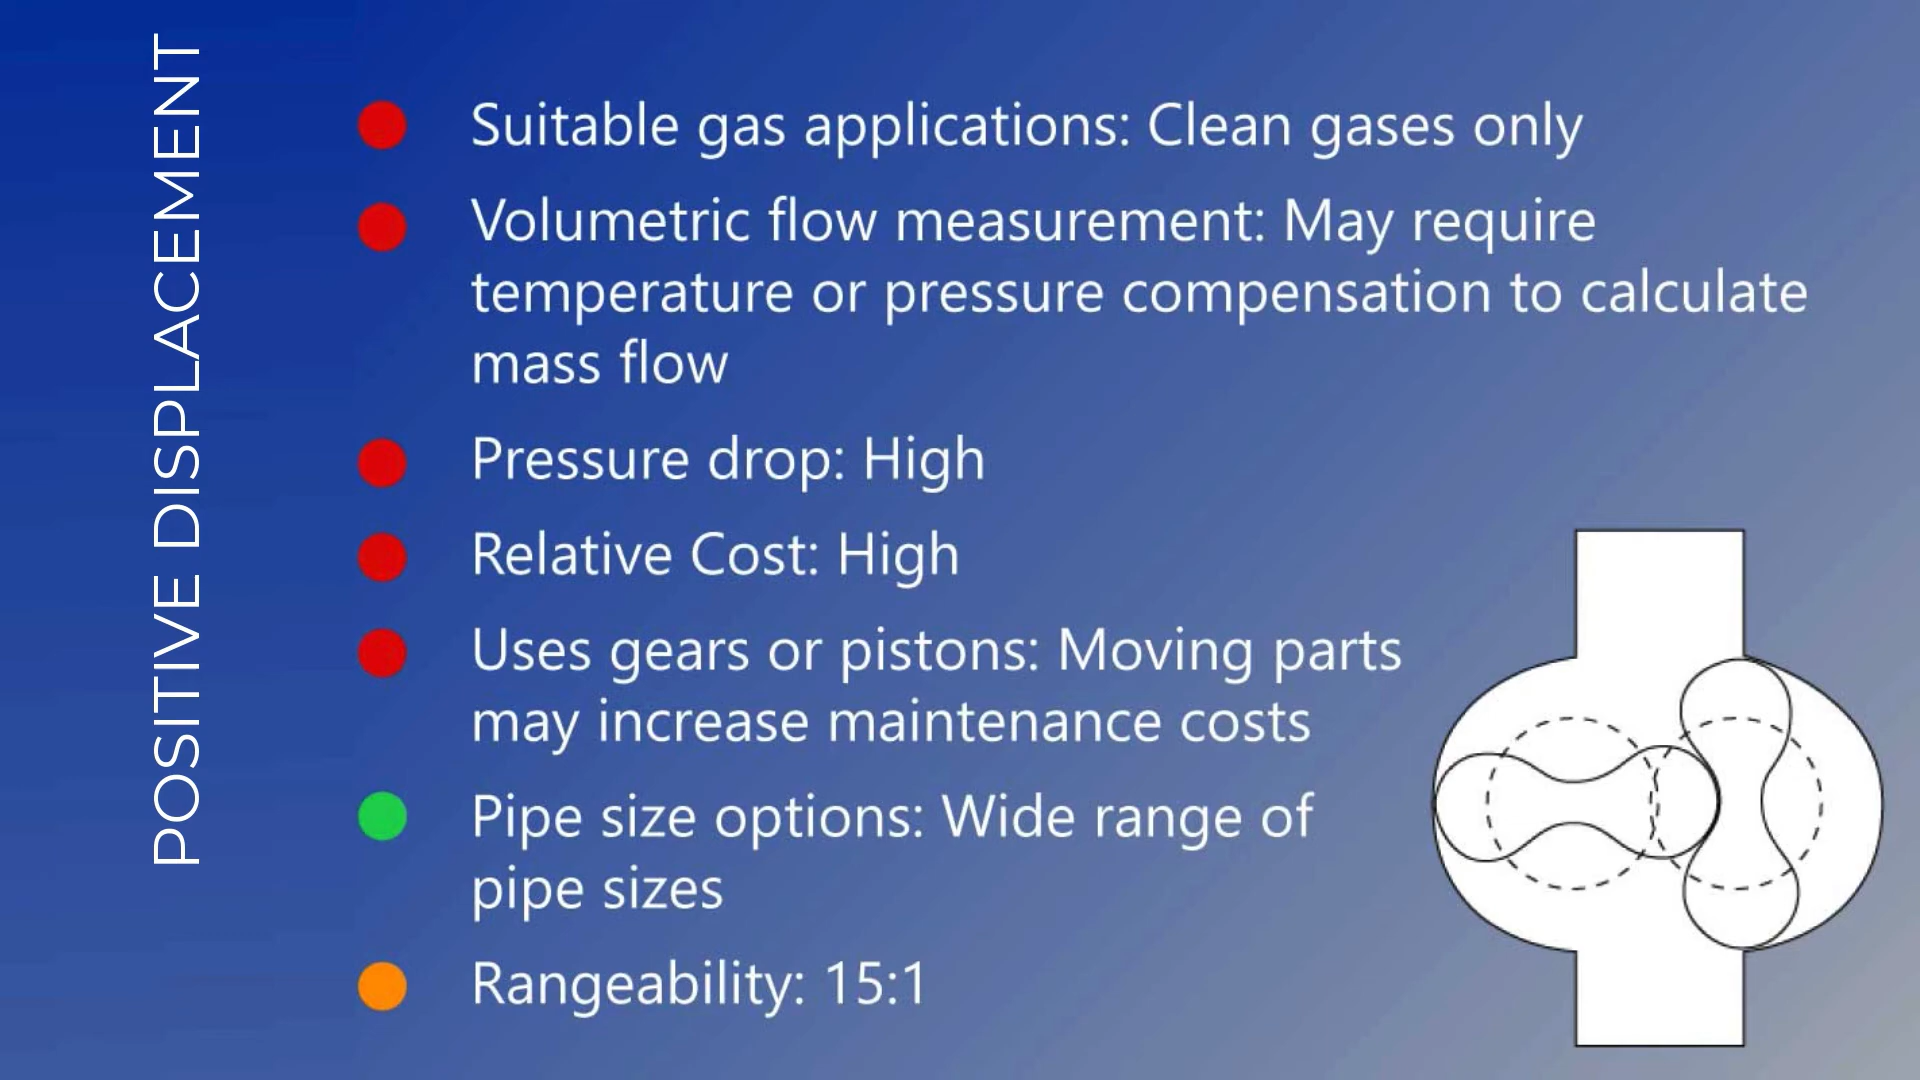 POSITIVE DISPLACEMENT
Suitable gas applications: Clean gases only
Volumetric flow measurement: May require
temperature or pressure compensation to calculate
mass flow
Pressure drop: High
Relative Cost: High
Uses gears or pistons: Moving parts
may increase maintenance costs
Pipe size options: Wide range of
pipe sizes
Rangeability: 15:1